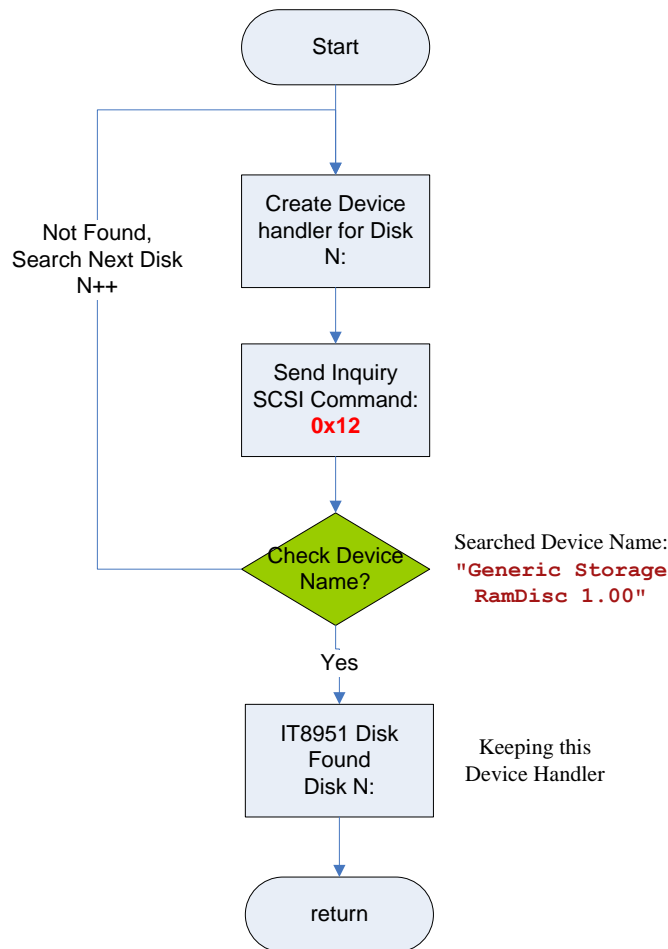 Start
Create Device
handler for Disk
N:
Not Found,
Search Next Disk
N++
Send Inquiry
SCSI Command:
0x12
Check Device
Name?
Searched Device Name:
"Generic Storage
RamDisc 1.00"
Yes
IT8951 Disk
Found
Disk N:
Keeping this
Device Handler
return